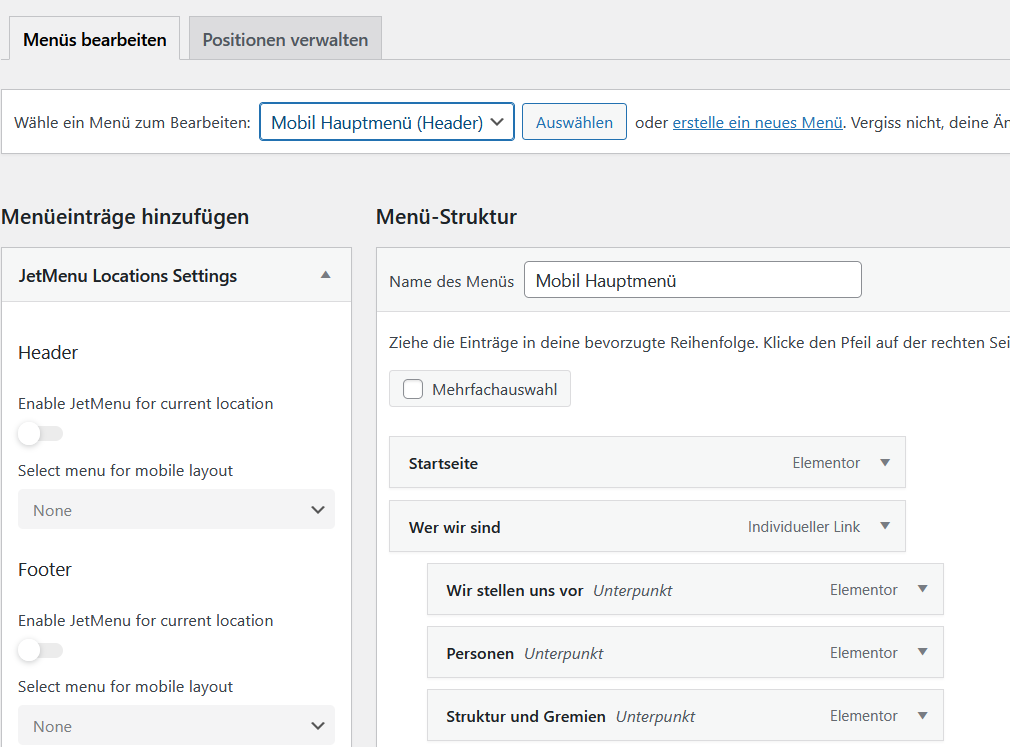 Menüs bearbeiten
Positionen verwalten
Wähle ein Menü zum Bearbeiten: Mobil Hauptmenü (Header) Auswählen oder erstelle ein neues Menü. Vergiss nicht, deine Än
Menüeinträge hinzufügen
JetMenu Locations Settings
Header
Enable JetMenu for current location
Select menu for mobile layout
None
Footer
Enable JetMenu for current location
Select menu for mobile layout
None
Menü-Struktur
Name des Menüs Mobil Hauptmenü
Ziehe die Einträge in deine bevorzugte Reihenfolge. Klicke den Pfeil auf der rechten Sei
Mehrfachauswahl
Startseite Elementor
Wer wir sind Individueller Link
Wir stellen uns vor Unterpunkt Elementor
Personen Unterpunkt Elementor
Struktur und Gremien Unterpunkt Elementor